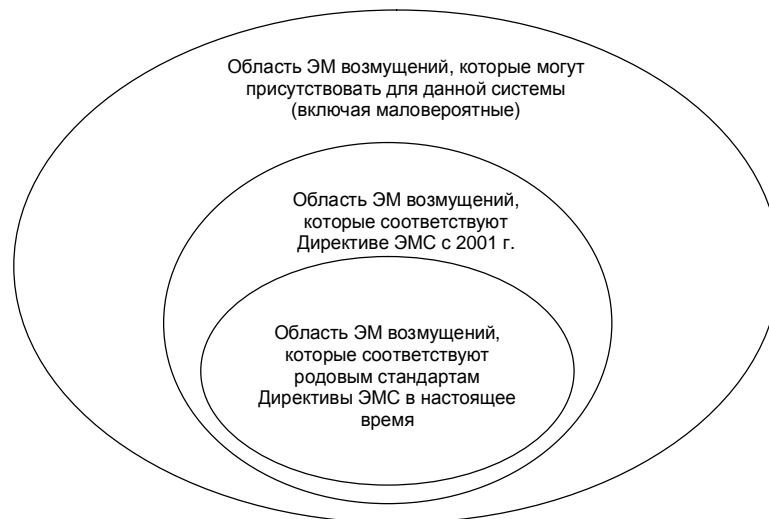 Область ЭМ возмущений, которые могут
присутствовать для данной системы
(включая маловероятные)
Область ЭМ возмущений,
которые соответствуют
Директиве ЭМС с 2001 г.
Область ЭМ возмущений,
которые соответствуют
родовым стандартам
Директивы ЭМС в настоящее
время